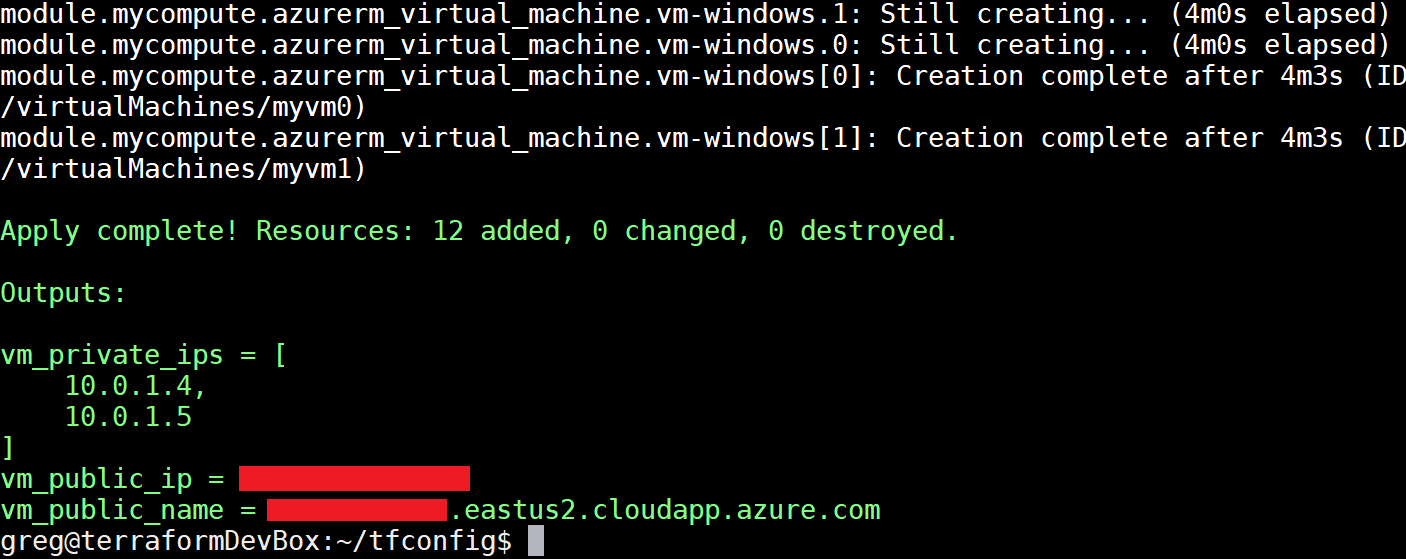 module.mycompute.azurerm_virtual_machine.vm-windows.1: Still creating... (4m0s elapsed)
module.mycompute.azurerm_virtual_machine.vm-windows.0: Still creating... (4m0s elapsed)
module.mycompute.azurerm_virtual_machine.vm-windows[0]: Creation complete after 4m3s (ID
/virtualMachines/myvm0)
module.mycompute.azurerm_virtual_machine.vm-windows[1]: Creation complete after 4m3s (ID
/virtualMachines/myvm1)
Apply complete! Resources: 12 added, 0 changed, 0 destroyed.
Outputs:
vm_private_ips = [
    10.0.1.4,
    10.0.1.5
]
vm_public_ip =
vm_public_name = .eastus2.cloudapp.azure.com
greg@terraformDevBox:~/tfconfig$